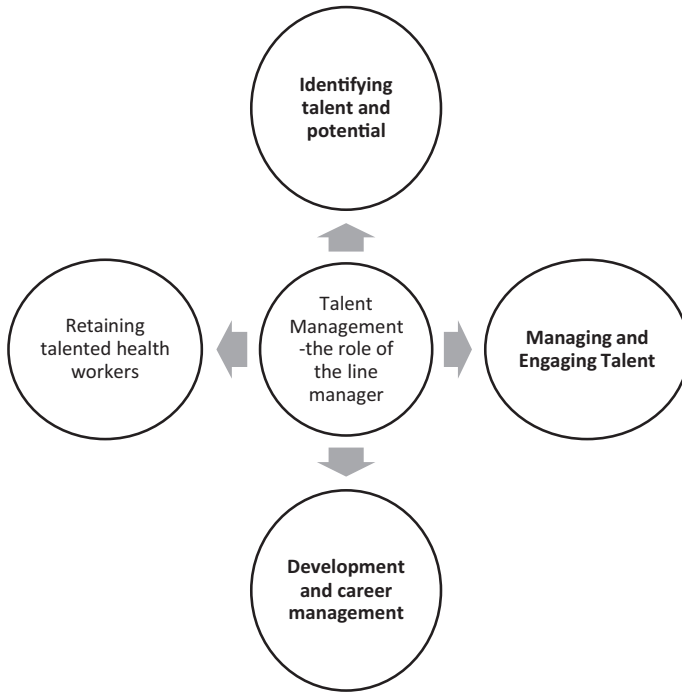 Identifying
talent and
potential
Retaining
talented health
workers
Talent
Management
-the role of
the line
manager
Managing and
Engaging Talent
Development
and career
management